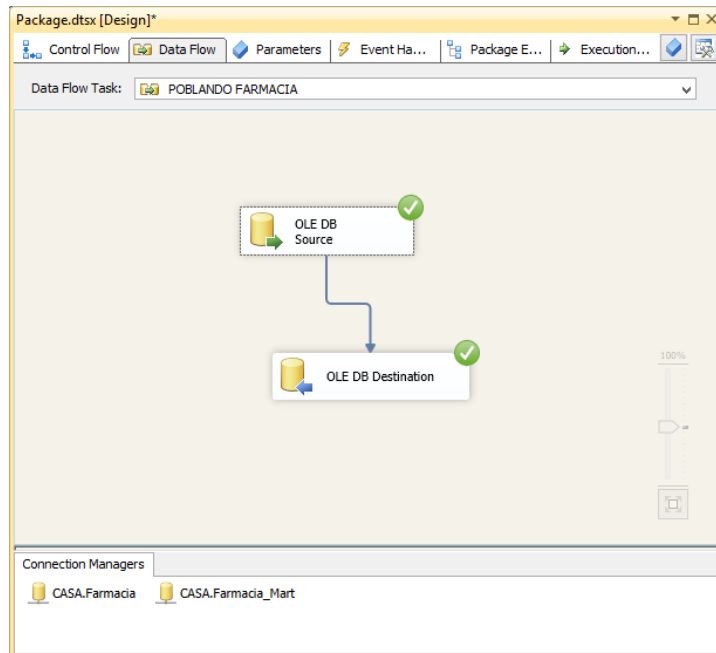 Package.dtsx [Design]*
Control Flow Data Flow Parameters Event Ha... Package E... Execution...
Data Flow Task: POBLANDO FARMACIA
OLE DB
Source
OLE DB Destination
100%
Connection Managers
CASA.Farmacia CASA.Farmacia_Mart